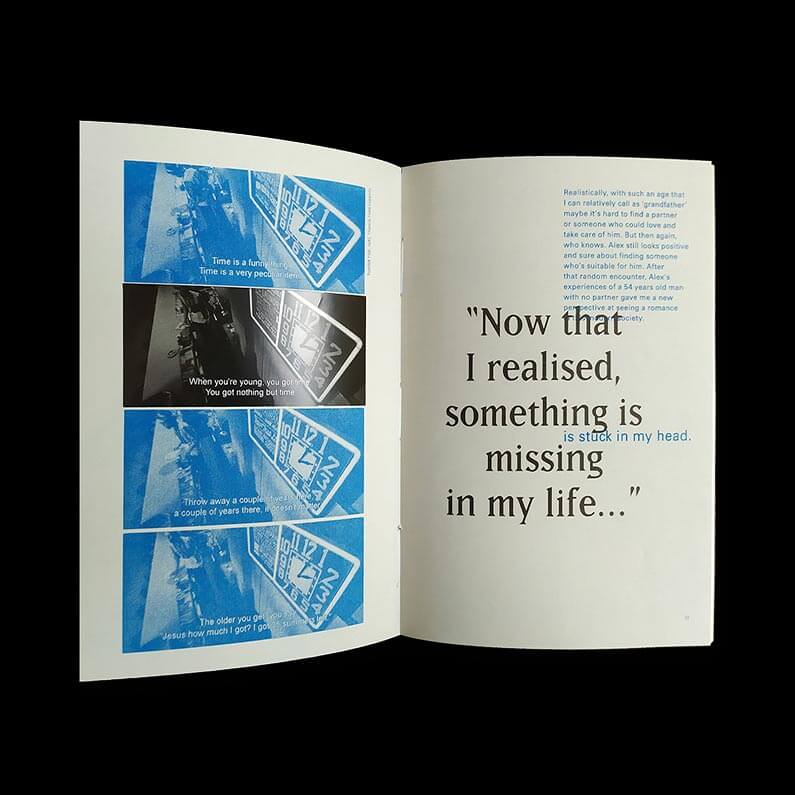 Time is a funny thing.
Time is a very peculiar item.
When you're young, you got time.
You got nothing but time.
Throw away a couple of years here,
a couple of years there, it doesn't matter.
The older you get, you say,
"Jesus how much I got? I got 35 summers left."
Realistically, with such an age that
I can relatively call as 'grandfather'
maybe it's hard to find a partner
or someone who could love and
take care of him. But then again,
who knows. Alex still looks positive
and sure about finding someone
who's suitable for him. After
that random encounter, Alex's
experiences of a 54 years old man
with no partner gave me a new
perspective at seeing a romance
society.
"Now that
I realised,
something is
is stuck in my head.
missing
in my life..."